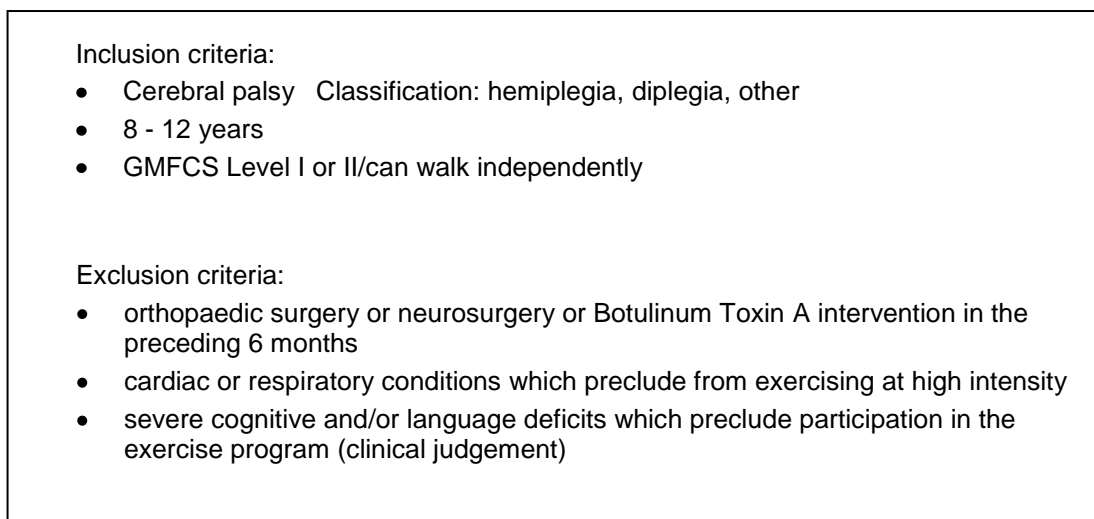 Inclusion criteria:
• Cerebral palsy   Classification: hemiplegia, diplegia, other
• 8 - 12 years
• GMFCS Level I or II/can walk independently
Exclusion criteria:
• orthopaedic surgery or neurosurgery or Botulinum Toxin A intervention in the
preceding 6 months
• cardiac or respiratory conditions which preclude from exercising at high intensity
• severe cognitive and/or language deficits which preclude participation in the
exercise program (clinical judgement)